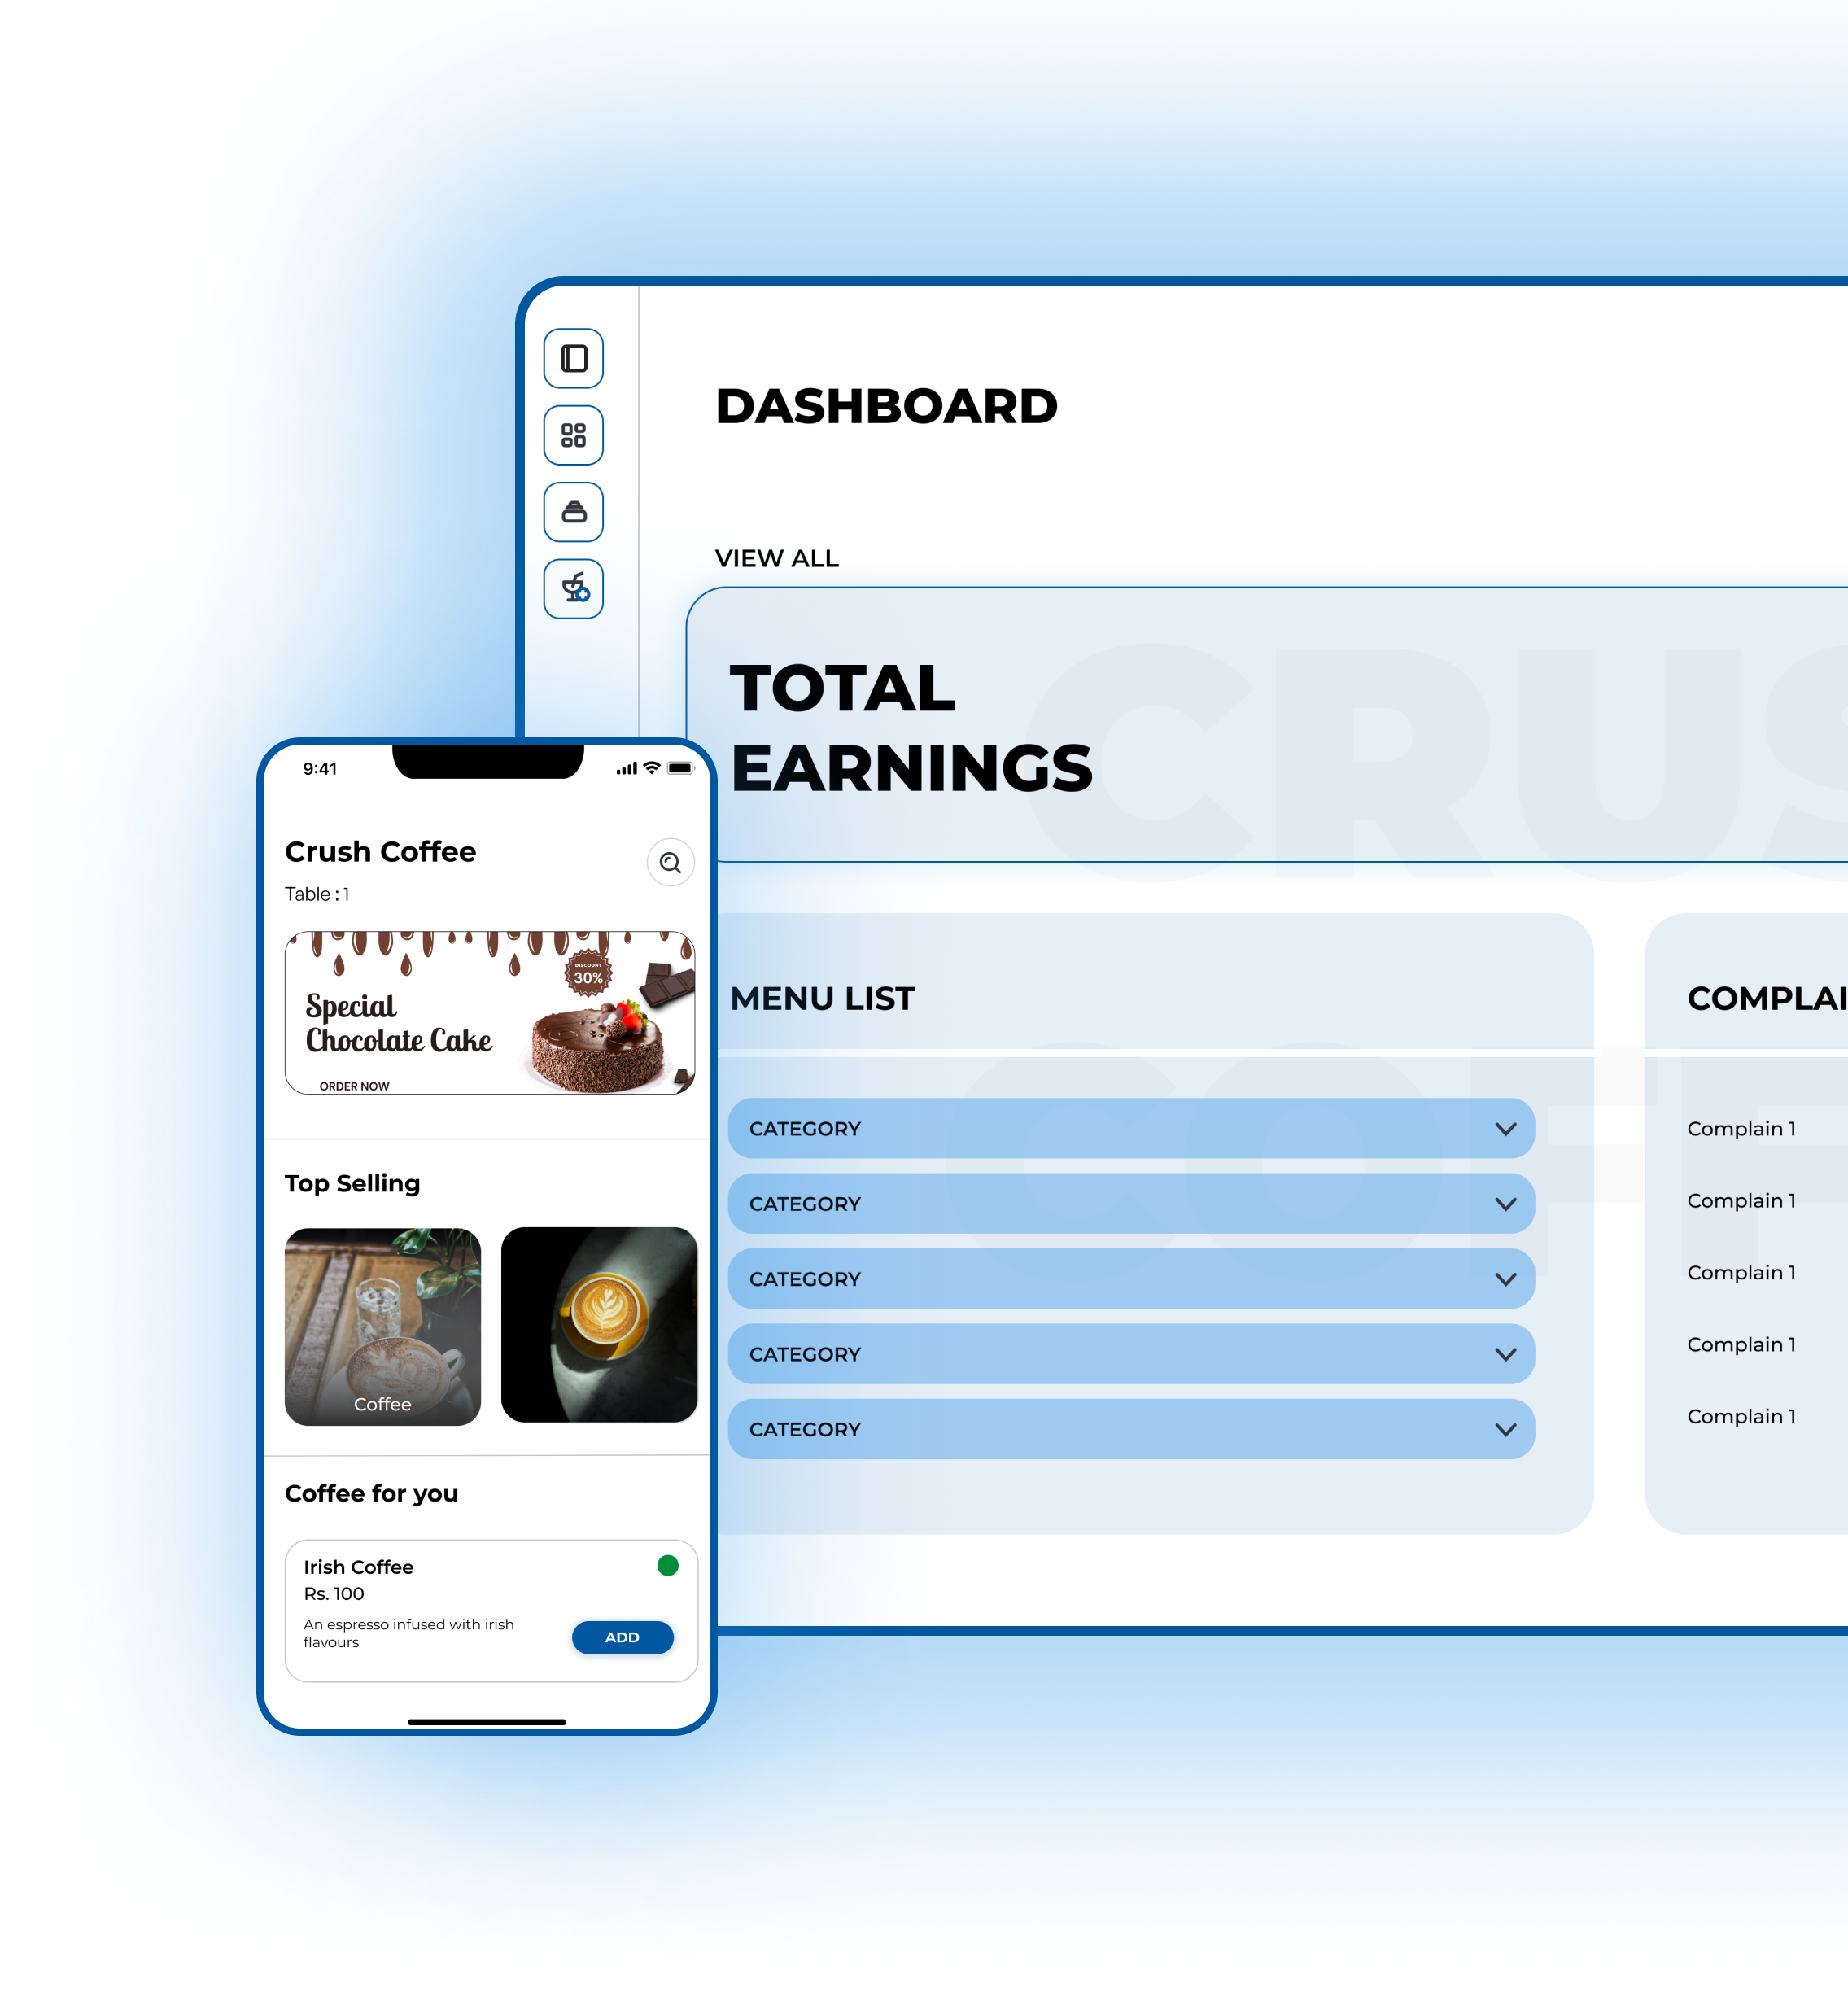 DASHBOARD
VIEW ALL
TOTAL
EARNINGS
CRUS
MENU LIST
CATEGORY
CATEGORY
CATEGORY
CATEGORY
CATEGORY
COFF
COMPLAI
Complain 1
Complain 1
Complain 1
Complain 1
Complain 1
9:41
Crush Coffee
Table : 1
DISCOUNT
30%
Special
Chocolate Cake
ORDER NOW
Top Selling
Coffee
Coffee for you
Irish Coffee
Rs. 100
An espresso infused with irish
flavours
ADD